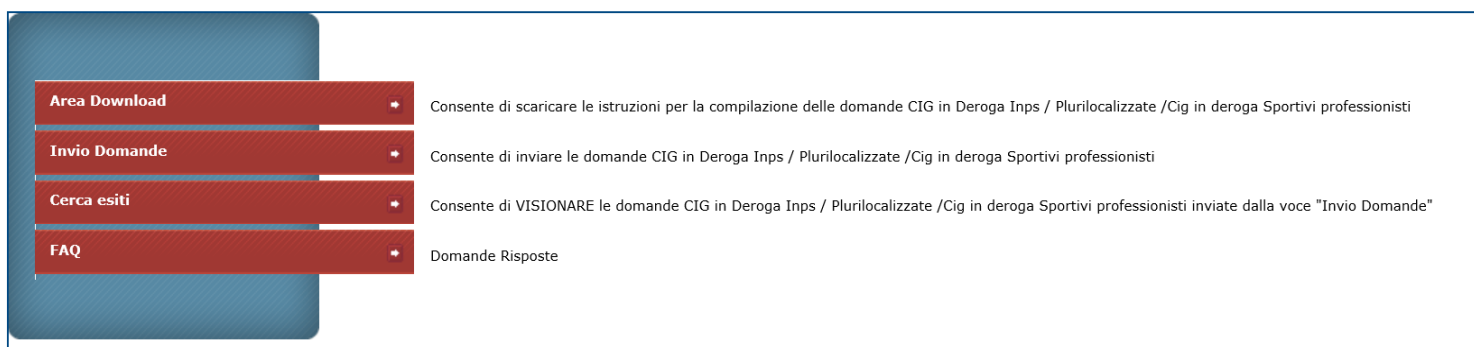 Area Download
Consente di scaricare le istruzioni per la compilazione delle domande CIG in Deroga Inps / Plurilocalizzate /Cig in deroga Sportivi professionisti
Invio Domande
Consente di inviare le domande CIG in Deroga Inps / Plurilocalizzate /Cig in deroga Sportivi professionisti
Cerca esiti
Consente di VISIONARE le domande CIG in Deroga Inps / Plurilocalizzate /Cig in deroga Sportivi professionisti inviate dalla voce "Invio Domande"
FAQ
Domande Risposte